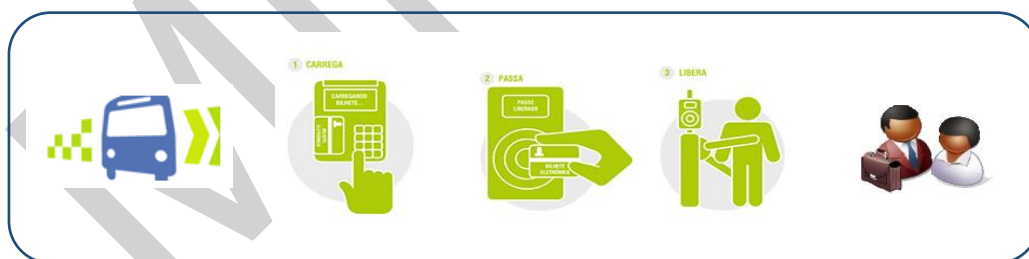 1 CARREGA
CARREGANDO
BILHETE...
2 PASSA
PASSE
LIBERADO
BILHETE
ELETRÔNICO
3 LIBERA